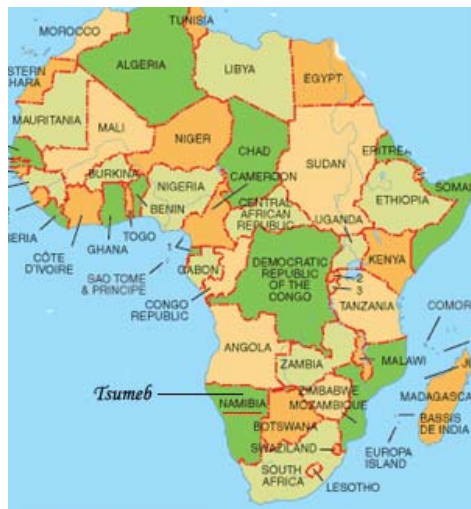 TUNISIA
MOROCCO
ALGERIA
LIBYA
EGYPT
STERN
HARA
MAURITANIA
MALI
NIGER
CHAD
ERITREA
SUDAN
BURKINA
NIGERIA
CAMEROON
ETHIOPIA
SOMAL
BENIN
CENTRAL
AFRICAN
REPUBLIC
UGANDA
ERIA
TOGO
GHANA
CÔTE
D'IVOIRE
1
GABON
KENYA
SAO TOME
& PRINCIPE
DEMOCRATIC
REPUBLIC
OF THE
CONGO
2
3
CONGO
REPUBLIC
TANZANIA
COMOR
ANGOLA
ZAMBIA
MALAWI
Tsumeb
NAMIBIA
ZIMBABWE
MOZAMBIQUE
MADAGASCA
BOTSWANA
BASSIS
DE INDIA
EUROPA
ISLAND
SWAZILAND
SOUTH
AFRICA
LESOTHO